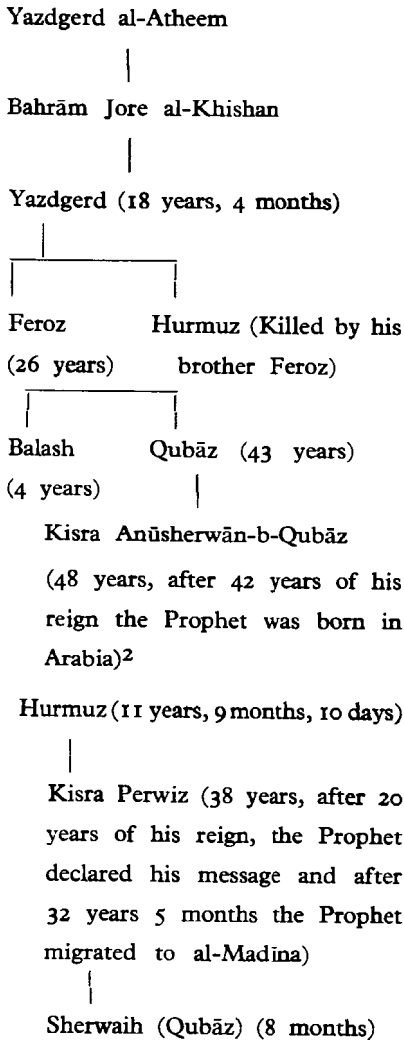 Yazdgerd al-Atheem
Bahrām Jore al-Khishan
Yazdgerd (18 years, 4 months)
Feroz Hurmuz (Killed by his
(26 years) brother Feroz)
Balash Qubāz (43 years)
(4 years)
Kisra Anūsherwān-b-Qubāz
(48 years, after 42 years of his
reign the Prophet was born in
Arabia)2
Hurmuz (11 years, 9 months, 10 days)
Kisra Perwiz (38 years, after 20
years of his reign, the Prophet
declared his message and after
32 years 5 months the Prophet
migrated to al-Madīna)
Sherwaih (Qubāz) (8 months)